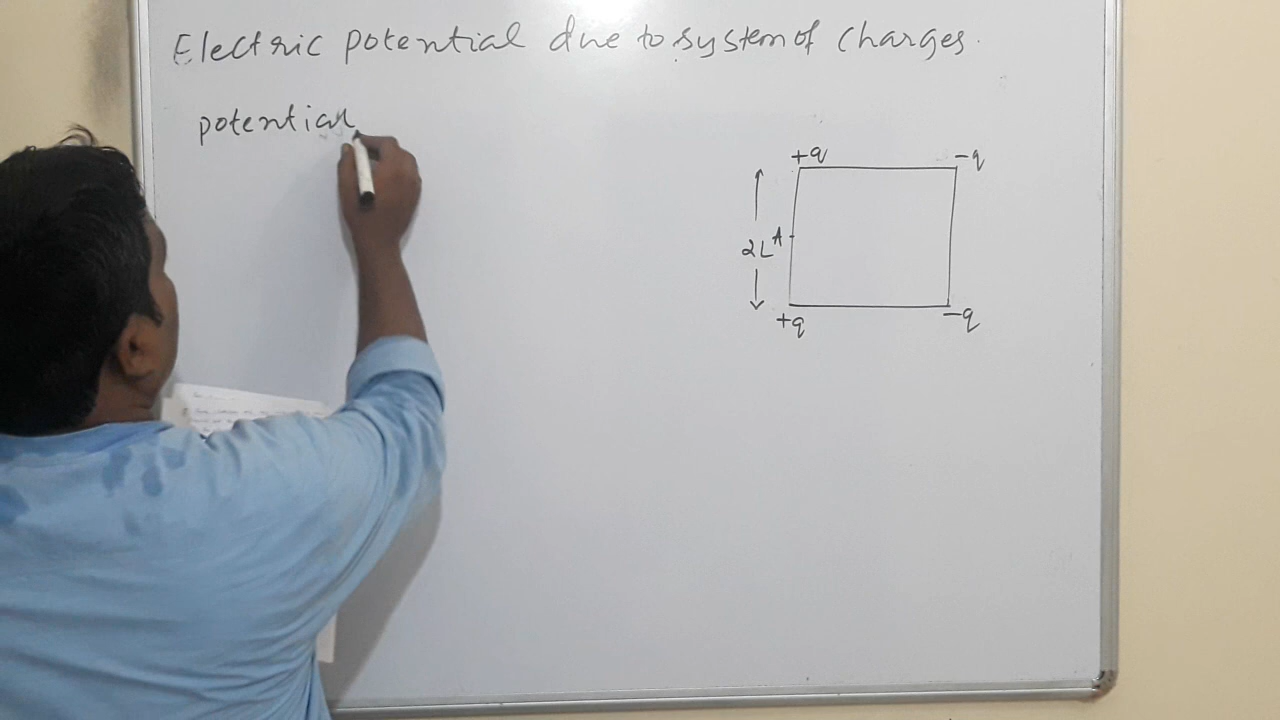 Electric potential due to system of charges.
potential
+q -q
2L A
+q -q